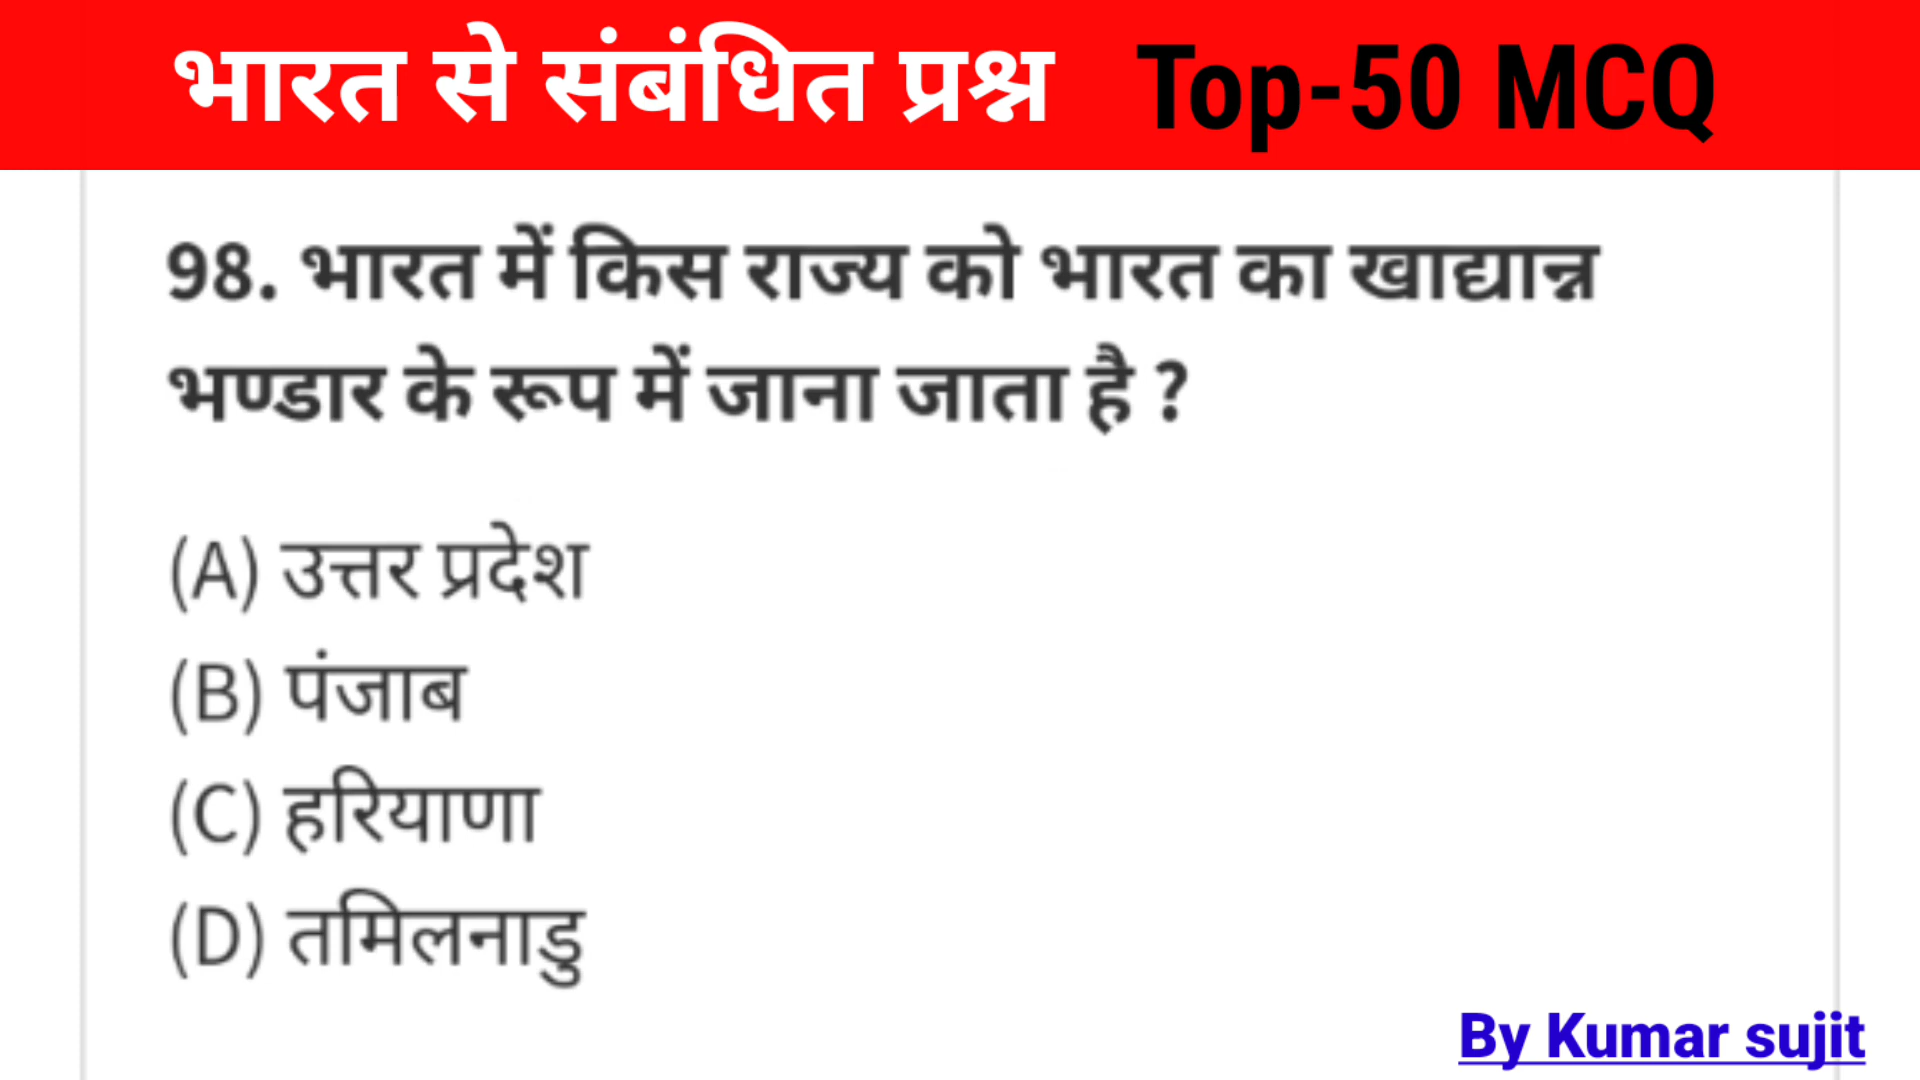 भारत से संबंधित प्रश्न Top-50 MCQ
98. भारत में किस राज्य को भारत का खाद्यान्न
भण्डार के रूप में जाना जाता है ?
(A) उत्तर प्रदेश
(B) पंजाब
(C) हरियाणा
(D) तमिलनाडु
By Kumar sujit